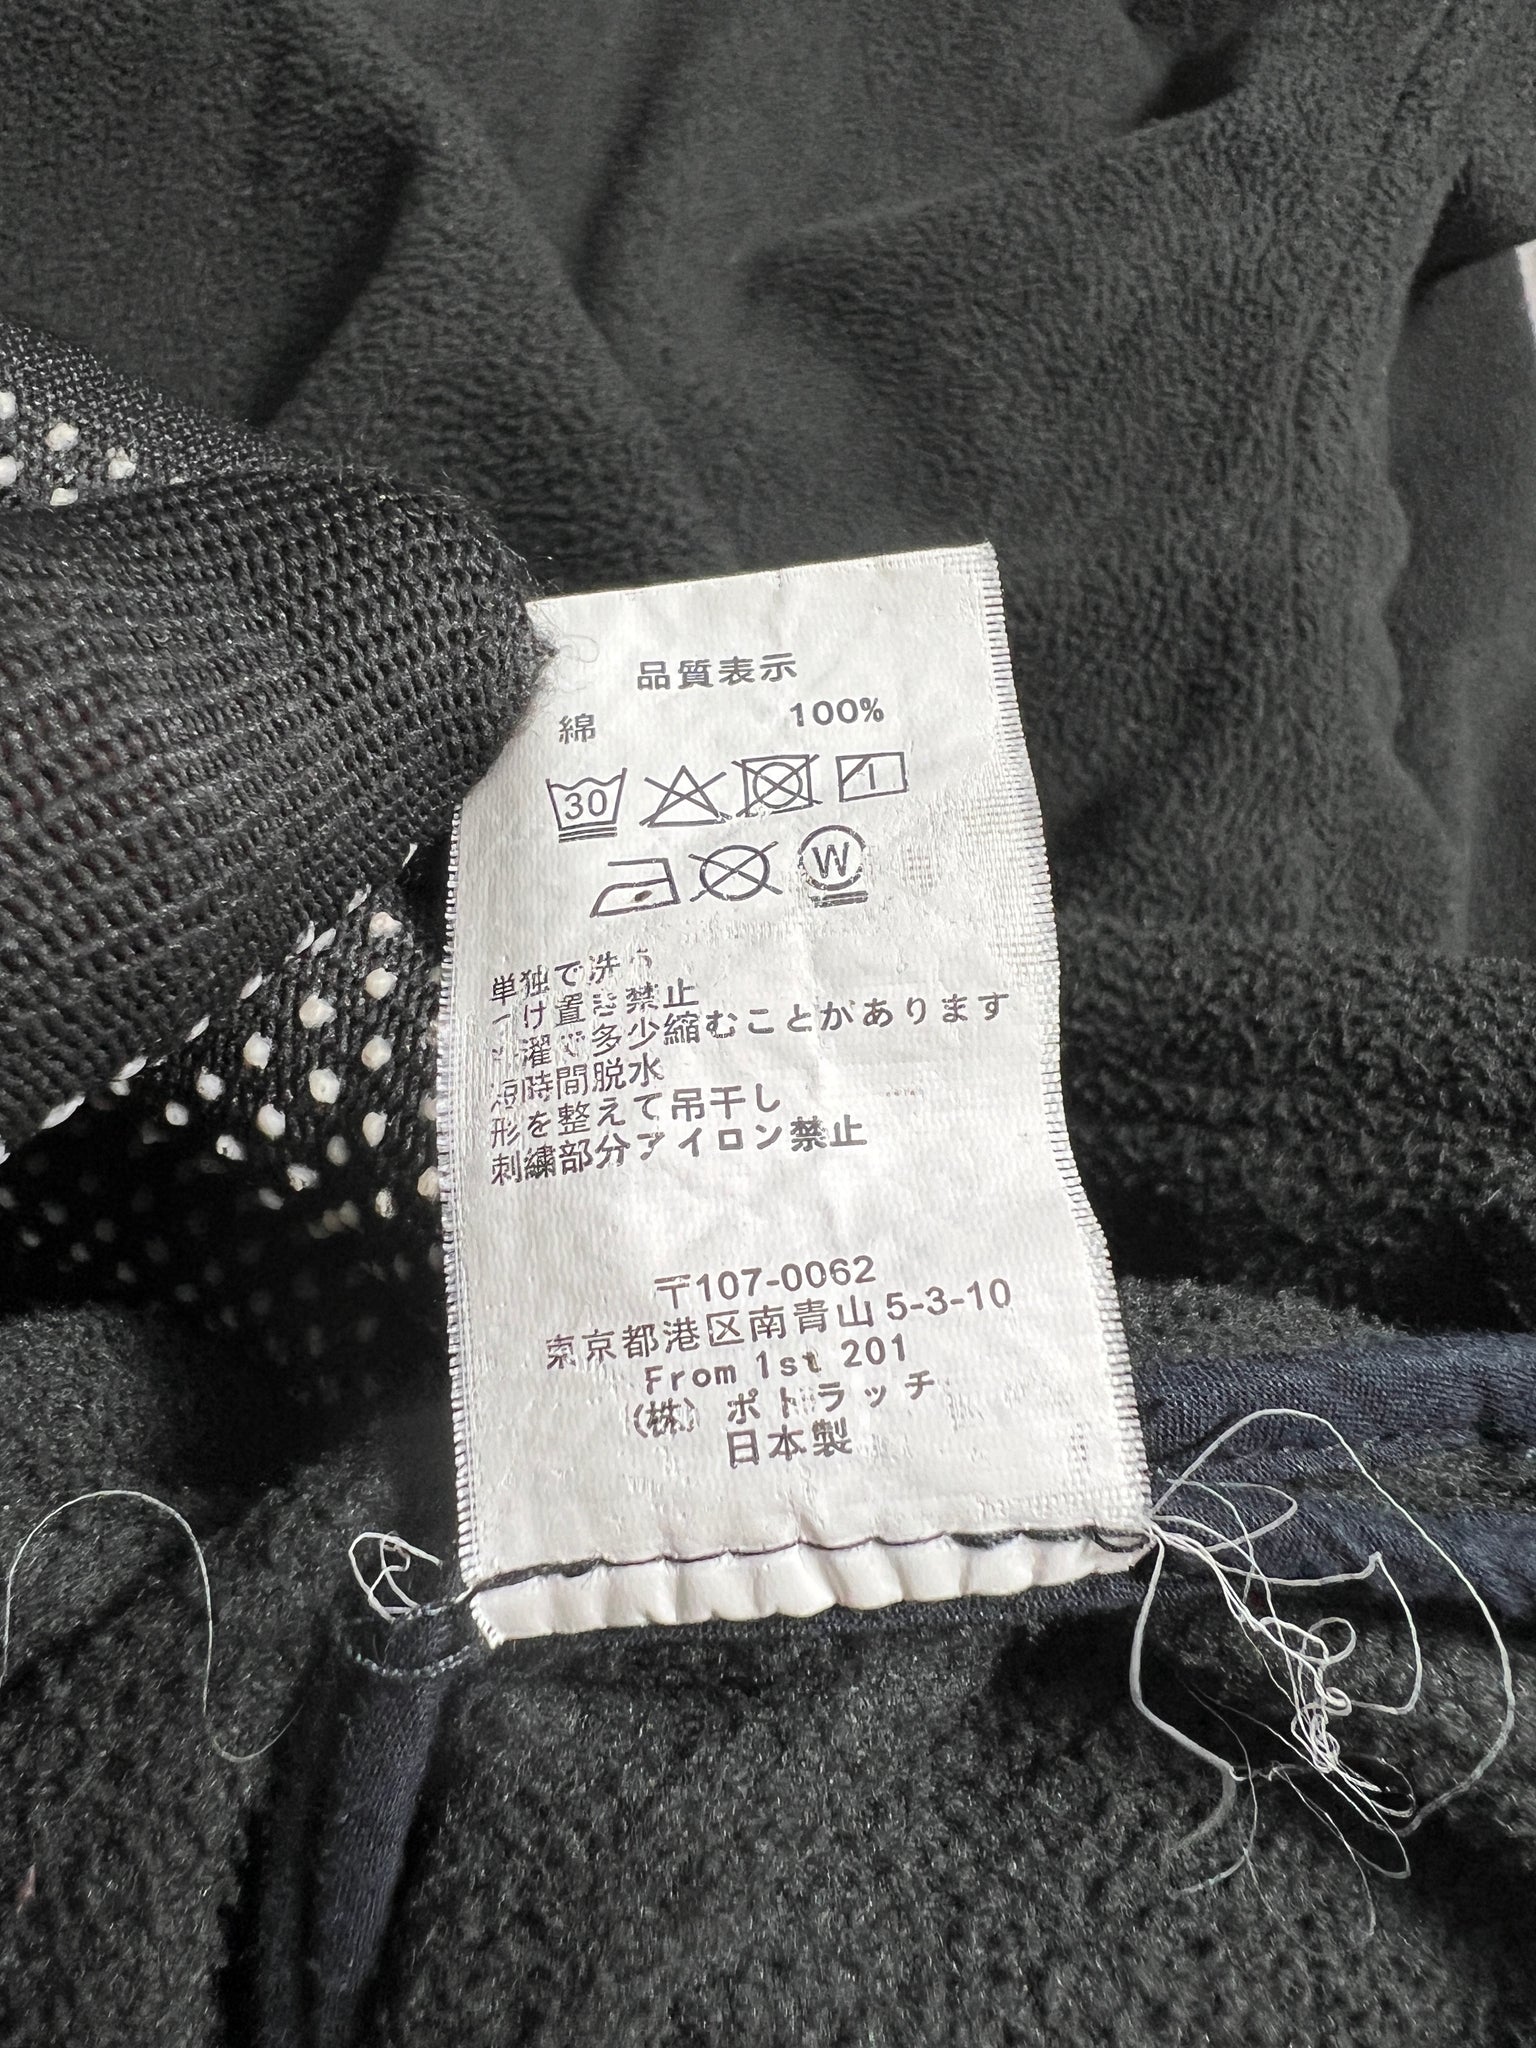 品質表示
綿 100%
30
W
単独で洗う
つけ置き禁止
洗濯で多少縮むことがあります
短時間脱水
形を整えて吊干し
刺繍部分アイロン禁止
〒107-0062
東京都港区南青山 5-3-10
From 1st 201
(株) ポトラッチ
日本製